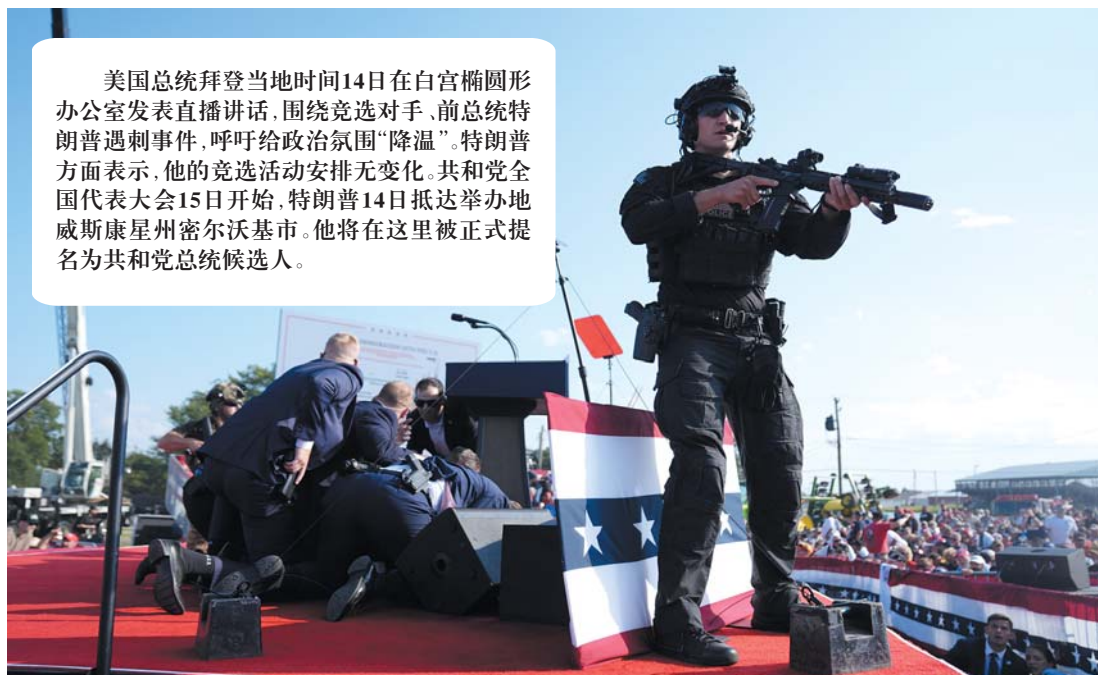 美国总统拜登当地时间14日在白宫椭圆形
办公室发表直播讲话，围绕竞选对手、前总统特
朗普遇刺事件，呼吁给政治氛围“降温”。特朗普
方面表示，他的竞选活动安排无变化。共和党全
国代表大会15日开始，特朗普14日抵达举办地
威斯康星州密尔沃基市。他将在这里被正式提
名为共和党总统候选人。
POLICE